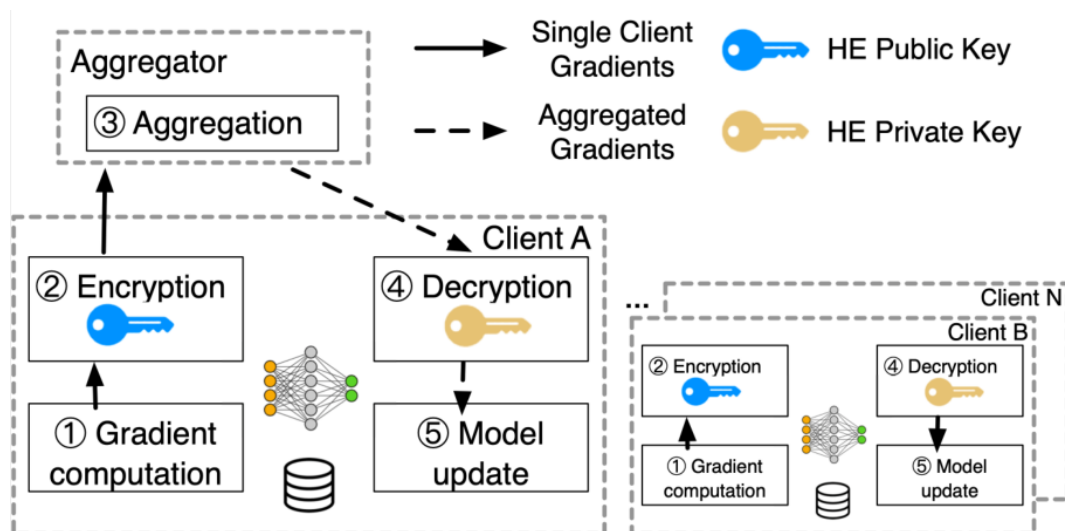 Aggregator
③ Aggregation
Single Client
Gradients
HE Public Key
Aggregated
Gradients
HE Private Key
Client A
② Encryption
④ Decryption
① Gradient
computation
⑤ Model
update
...
Client N
Client B
② Encryption
④ Decryption
① Gradient
computation
⑤ Model
update